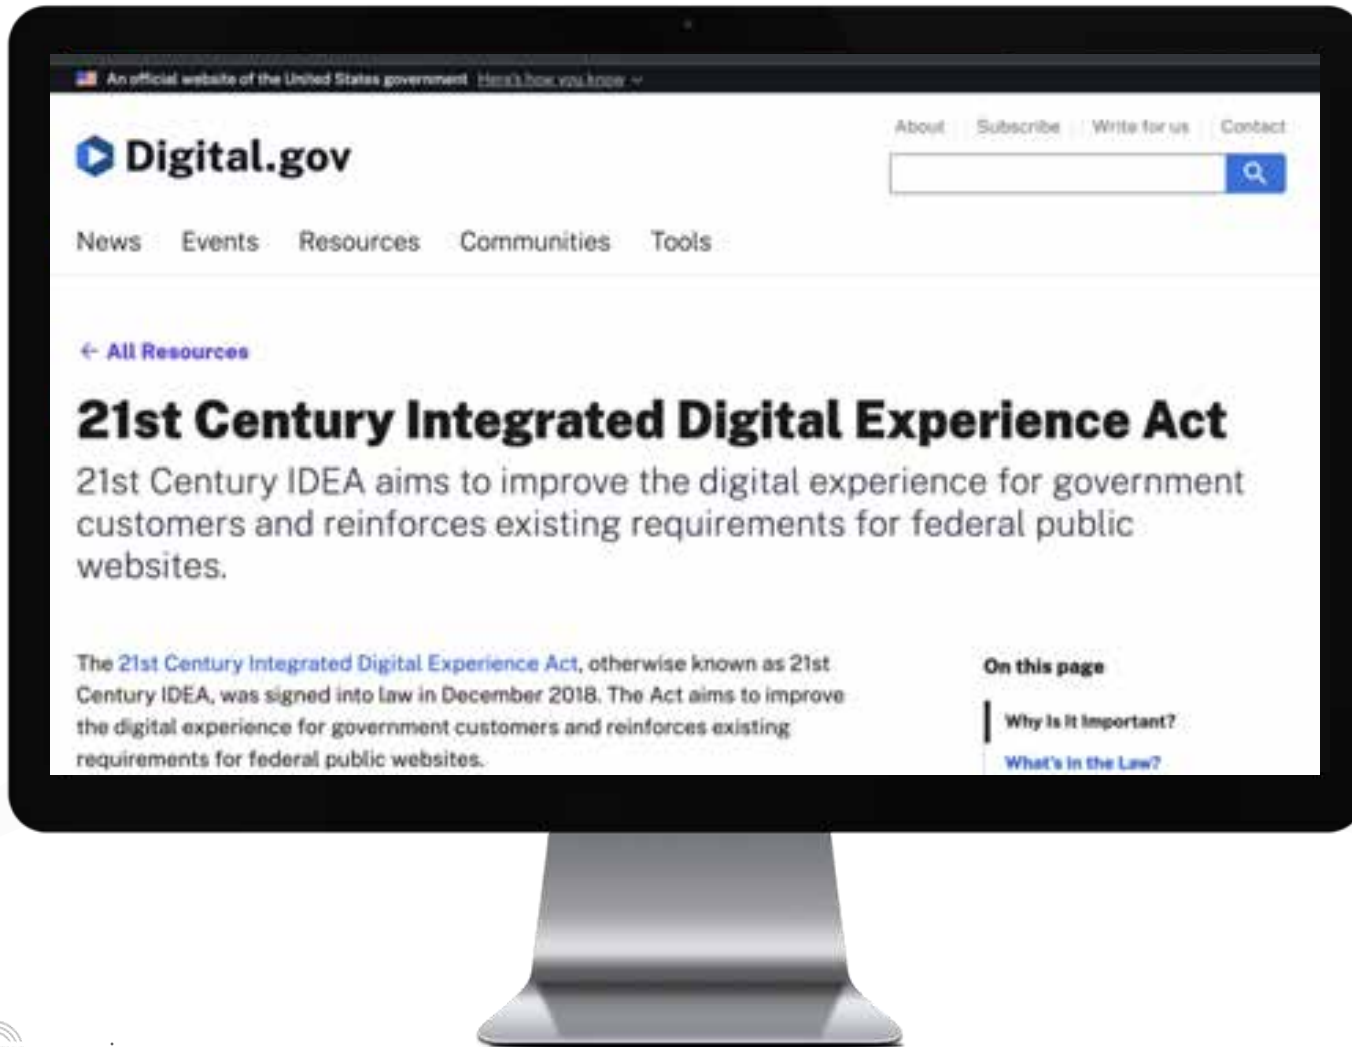 An official website of the United States government Here's how you know
About Subscribe Write for us Contact
Digital.gov
News Events Resources Communities Tools
← All Resources
21st Century Integrated Digital Experience Act
21st Century IDEA aims to improve the digital experience for government
customers and reinforces existing requirements for federal public
websites.
The 21st Century Integrated Digital Experience Act, otherwise known as 21st
Century IDEA, was signed into law in December 2018. The Act aims to improve
the digital experience for government customers and reinforces existing
requirements for federal public websites.
On this page
Why Is It Important?
What's in the Law?